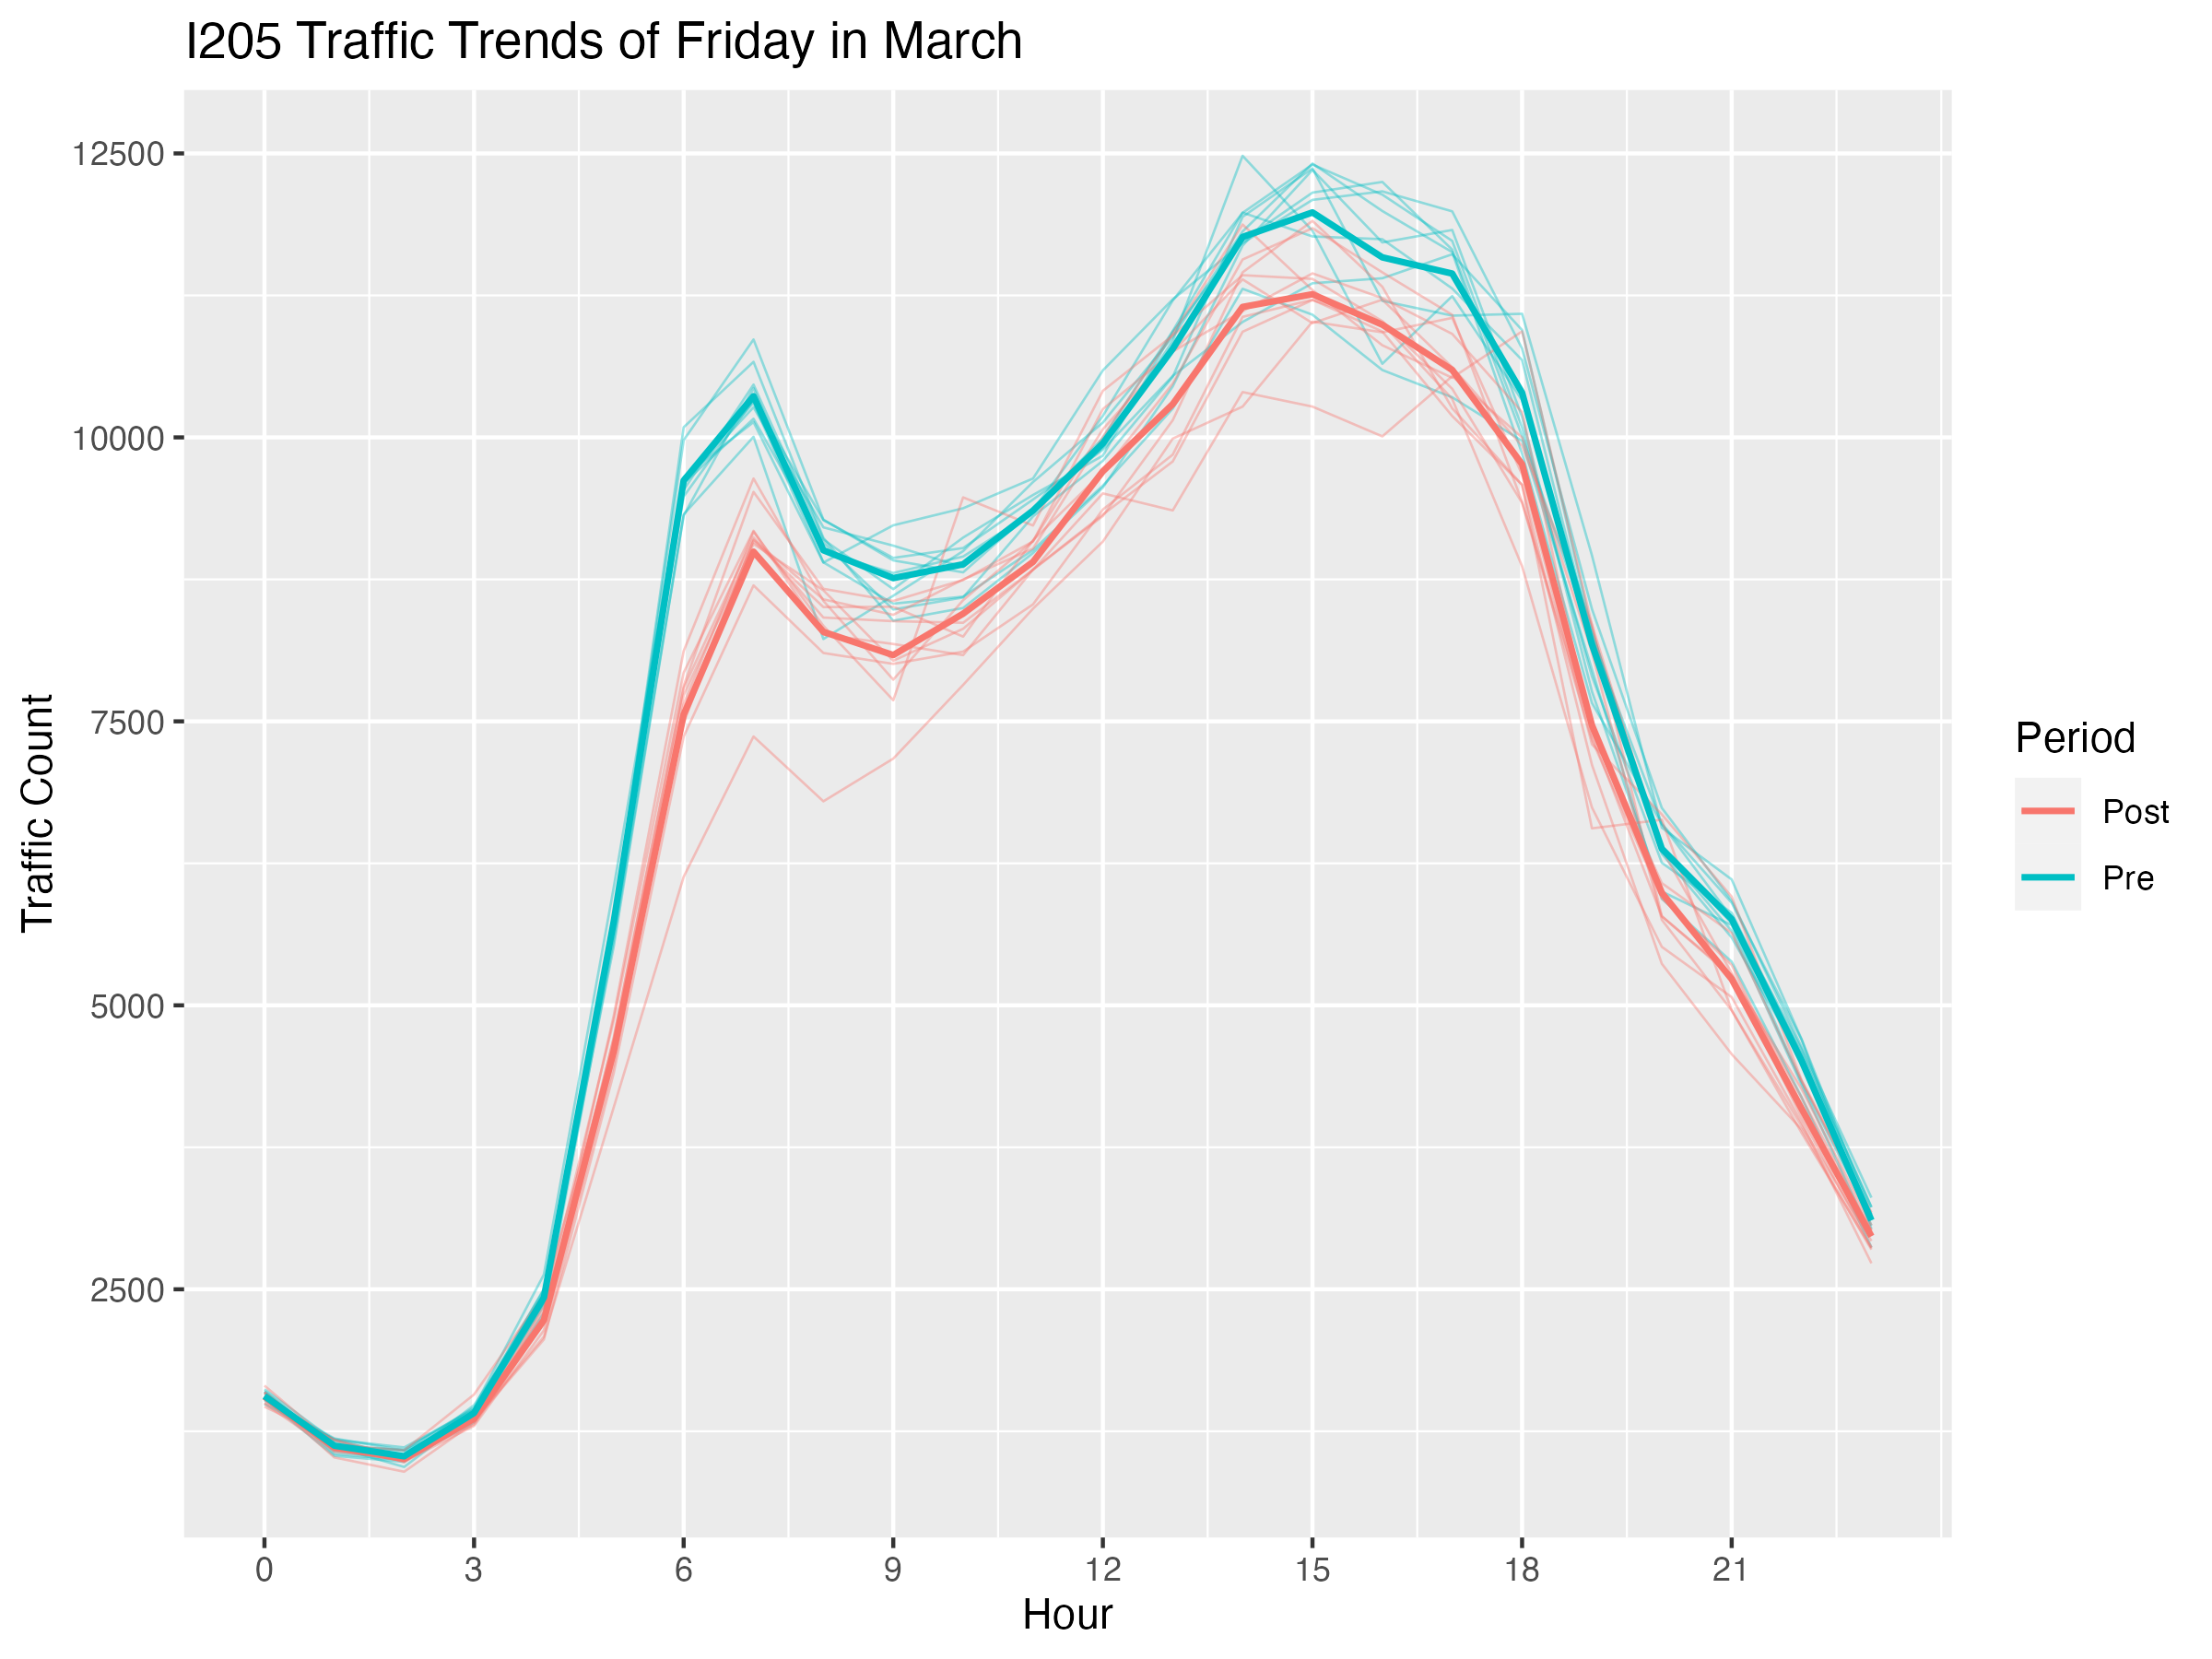 I205 Traffic Trends of Friday in March
12500
10000
7500
5000
2500
Traffic Count
0 3 6 9 12 15 18 21
Hour
Period
Post
Pre